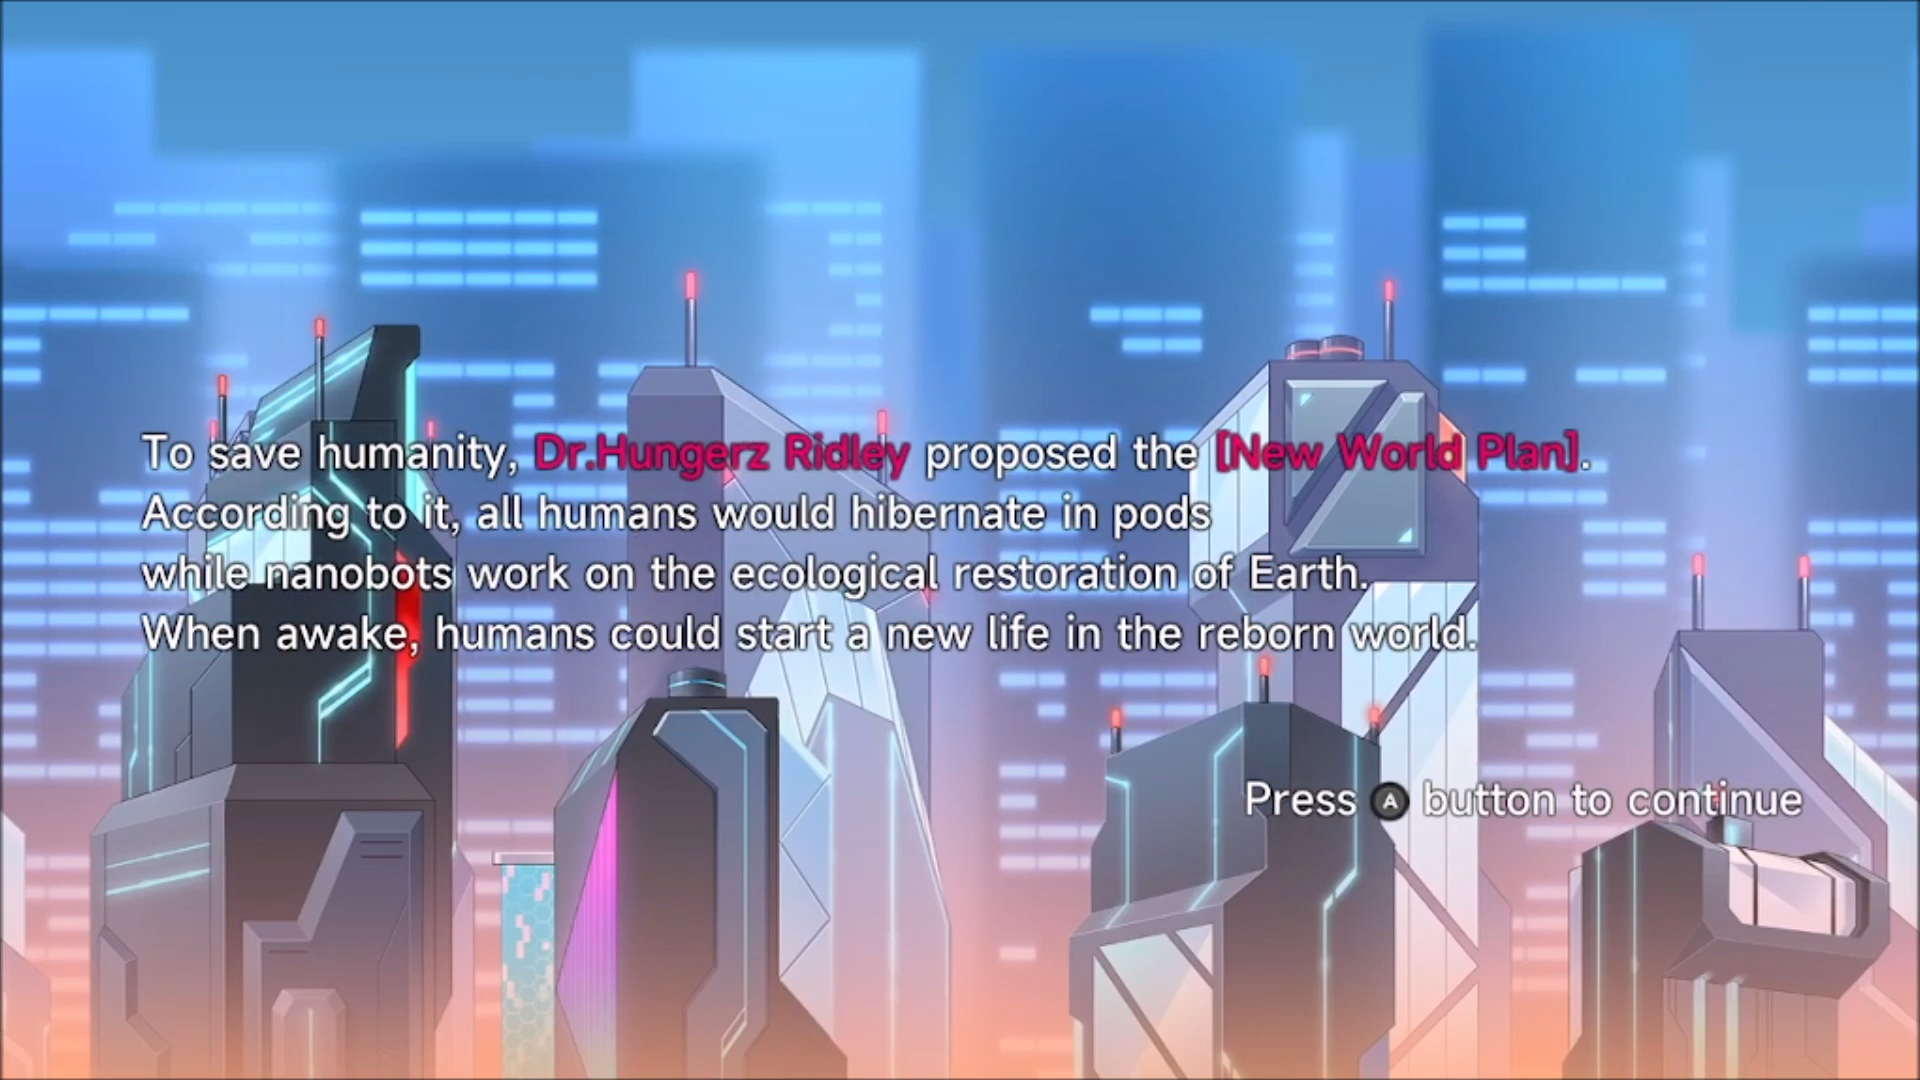 To save humanity, Dr.Hungerz Ridley proposed the [New World Plan].
According to it, all humans would hibernate in pods
while nanobots work on the ecological restoration of Earth.
When awake, humans could start a new life in the reborn world.
Press A button to continue